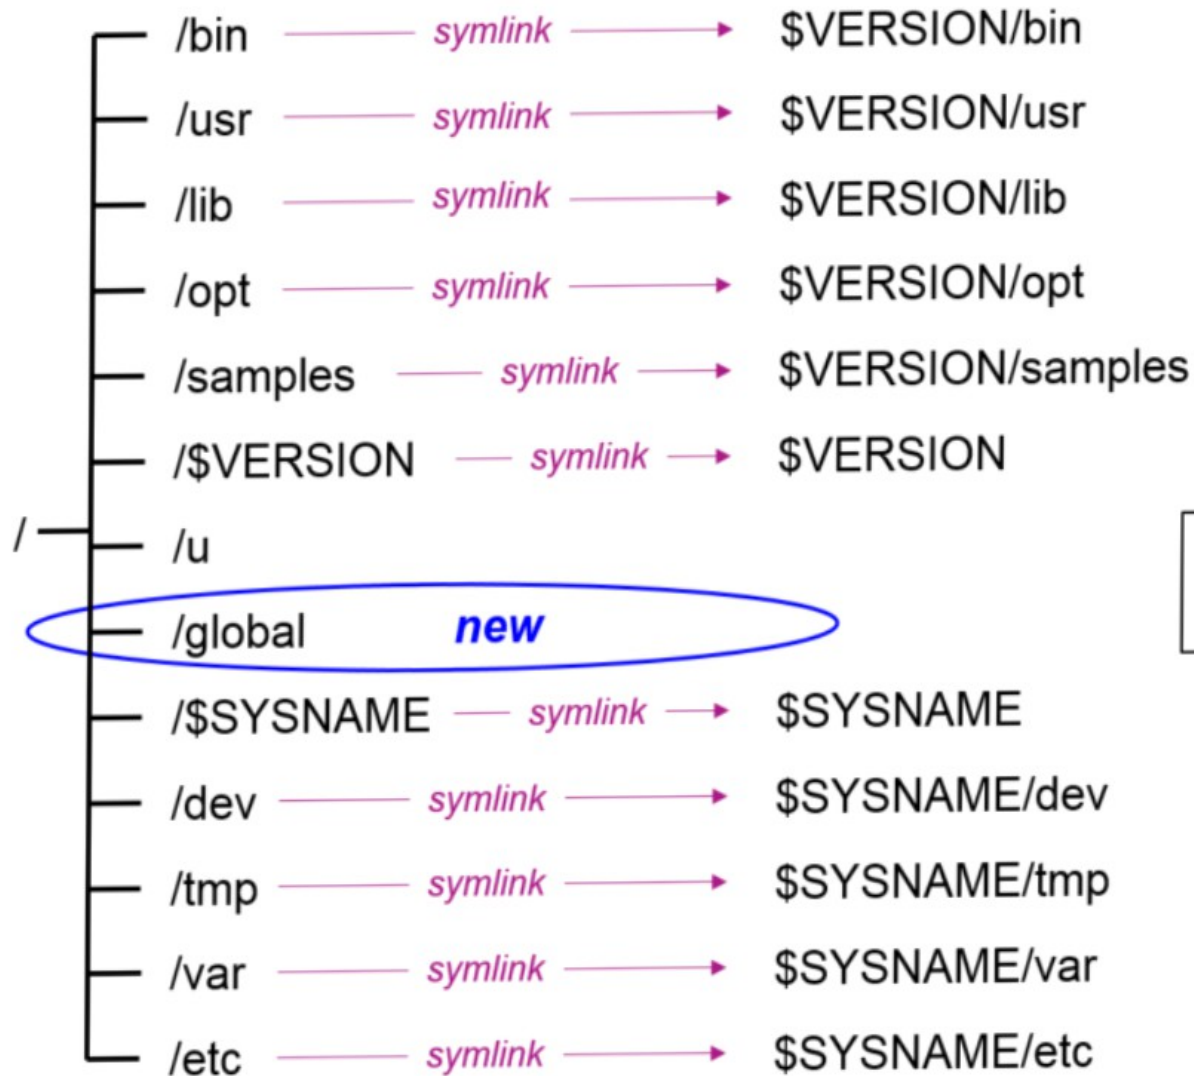 /bin symlink $VERSION/bin
/usr symlink $VERSION/usr
/lib symlink $VERSION/lib
/opt symlink $VERSION/opt
/samples symlink $VERSION/samples
/$VERSION symlink $VERSION
/
/u
/global new
/$SYSNAME symlink $SYSNAME
/dev symlink $SYSNAME/dev
/tmp symlink $SYSNAME/tmp
/var symlink $SYSNAME/var
/etc symlink $SYSNAME/etc